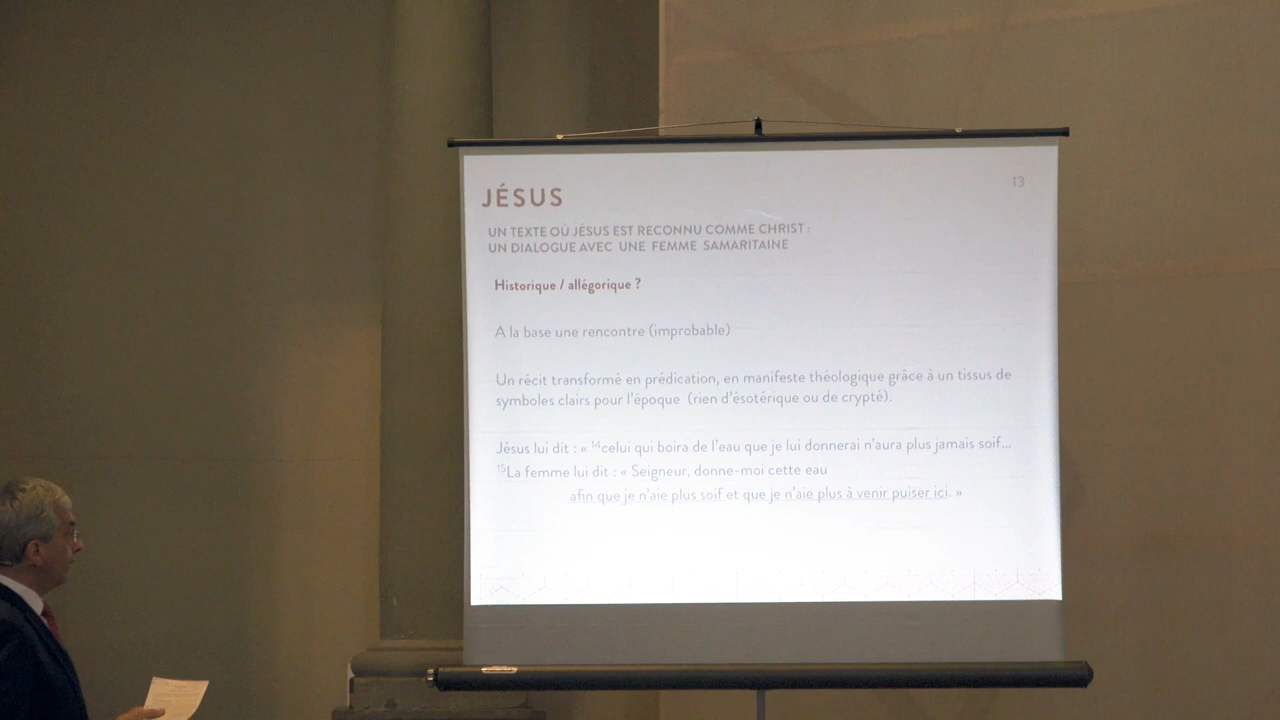 13
JÉSUS
UN TEXTE OÙ JÉSUS EST RECONNU COMME CHRIST :
UN DIALOGUE AVEC UNE FEMME SAMARITAINE
Historique / allégorique ?
A la base une rencontre (improbable)
Un récit transformé en prédication, en manifeste théologique grâce à un tissus de
symboles clairs pour l'époque (rien d'ésotérique ou de crypté).
Jésus lui dit : « ¹⁴celui qui boira de l'eau que je lui donnerai n'aura plus jamais soif...
¹⁵La femme lui dit : « Seigneur, donne-moi cette eau
afin que je n'aie plus soif et que je n'aie plus à venir puiser ici. »